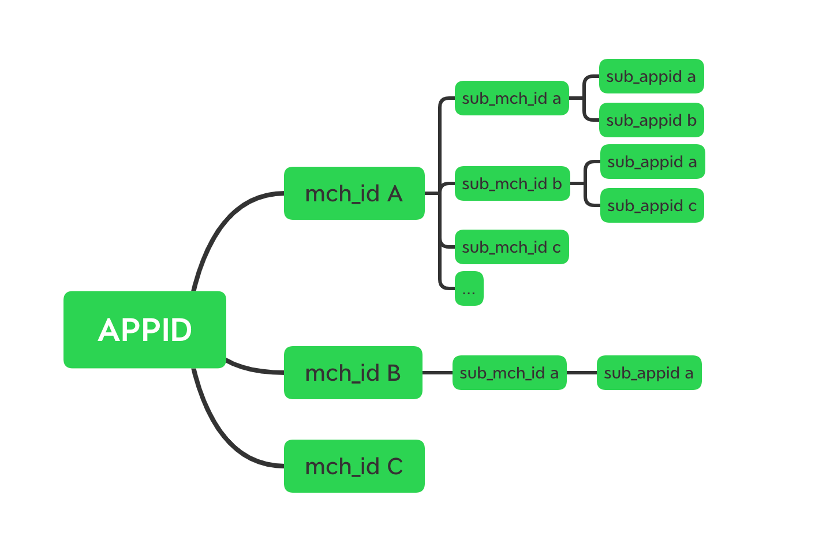 APPID
mch_id A
sub_mch_id a
sub_appid a
sub_appid b
sub_mch_id b
sub_appid a
sub_appid c
sub_mch_id c
...
mch_id B
sub_mch_id a
sub_appid a
mch_id C